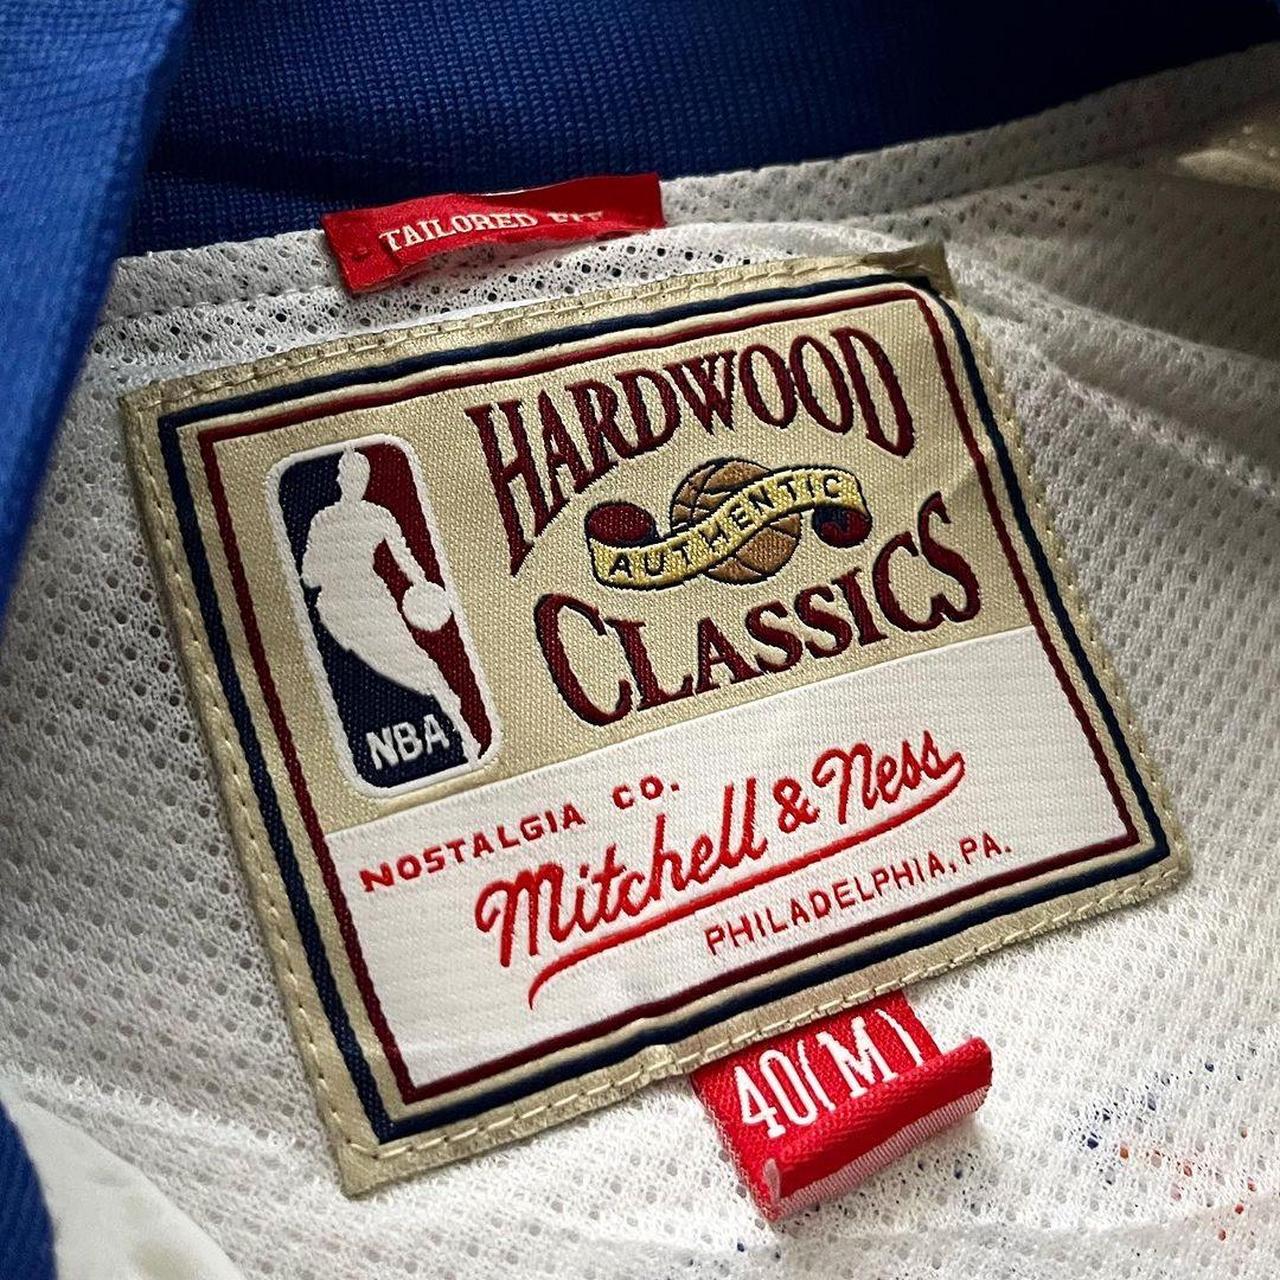 TAILORED FIT
HARDWOOD
AUTHENTIC
CLASSICS
NBA
NOSTALGIA CO.
Mitchell & Ness
PHILADELPHIA, PA.
40(M)